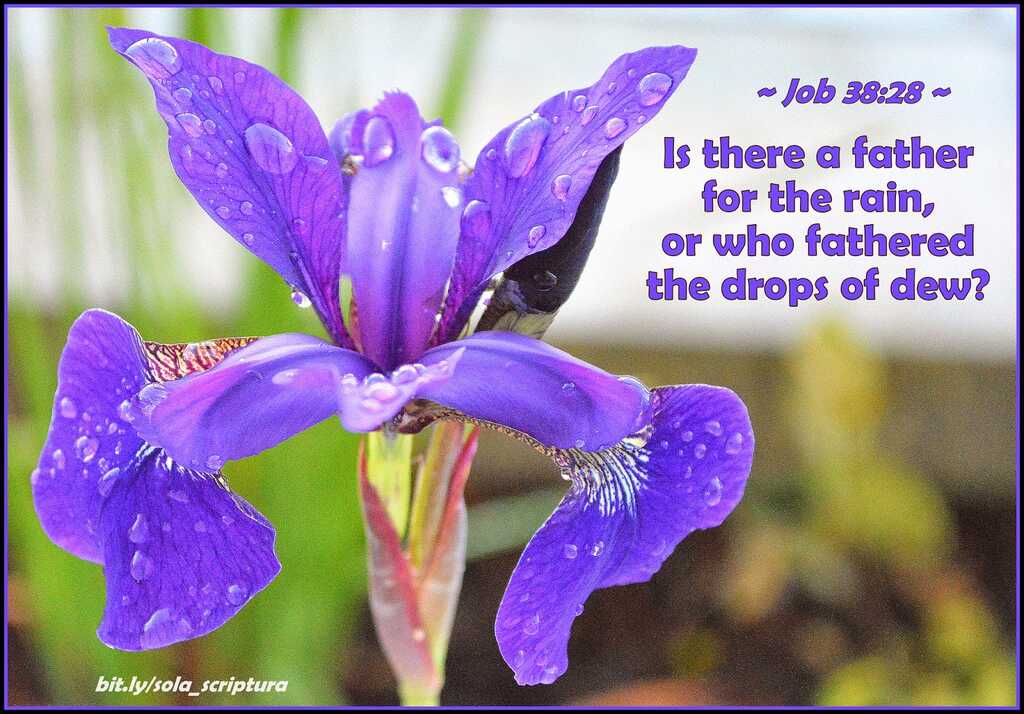 ~ Job 38:28 ~
Is there a father
for the rain,
or who fathered
the drops of dew?
bit.ly/sola_scriptura